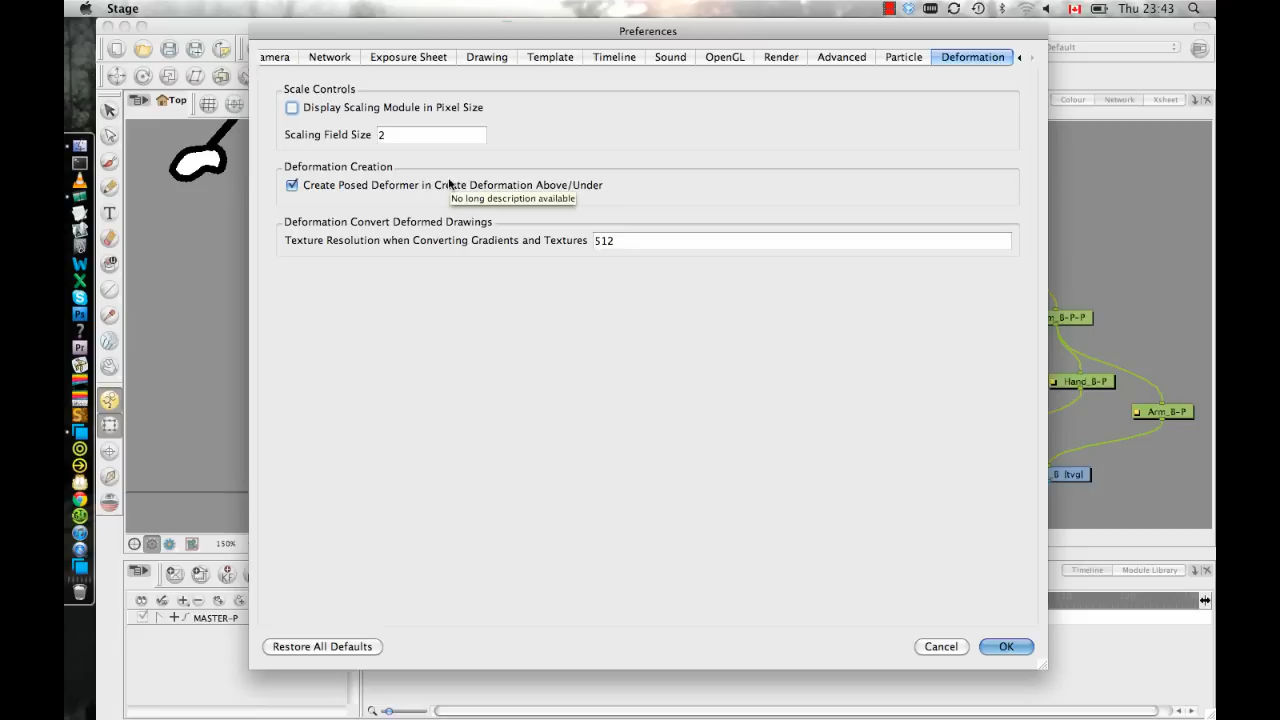 Stage
Thu 23:43
Preferences
amera
Network
Exposure Sheet
Drawing
Template
Timeline
Sound
OpenGL
Render
Advanced
Particle
Deformation
efault
Top
Colour
Network
Xsheet
Scale Controls
Display Scaling Module in Pixel Size
Scaling Field Size 2
Deformation Creation
Create Posed Deformer in Create Deformation Above/Under
No long description available
Deformation Convert Deformed Drawings
Texture Resolution when Converting Gradients and Textures 512
m_B-P-P
Hand_B-P
Arm_B-P
150%
Timeline
Module Library
MASTER-P
Restore All Defaults
Cancel
OK